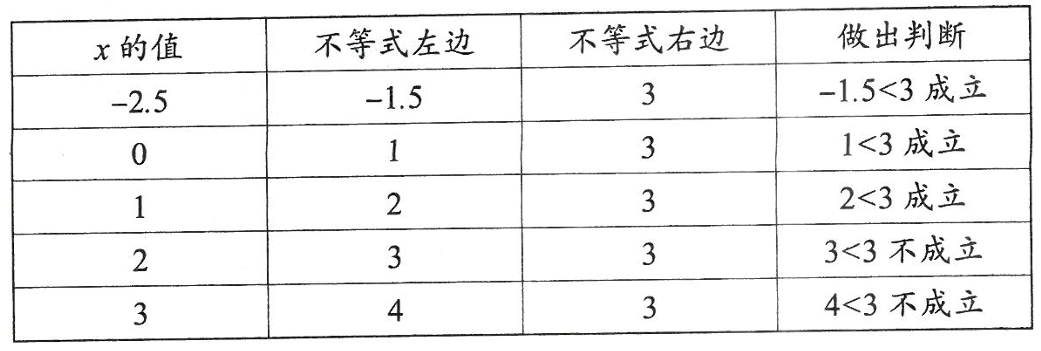 x 的值 不等式左边 不等式右边 做出判断
-2.5 -1.5 3 -1.5<3 成立
0 1 3 1<3 成立
1 2 3 2<3 成立
2 3 3 3<3 不成立
3 4 3 4<3 不成立